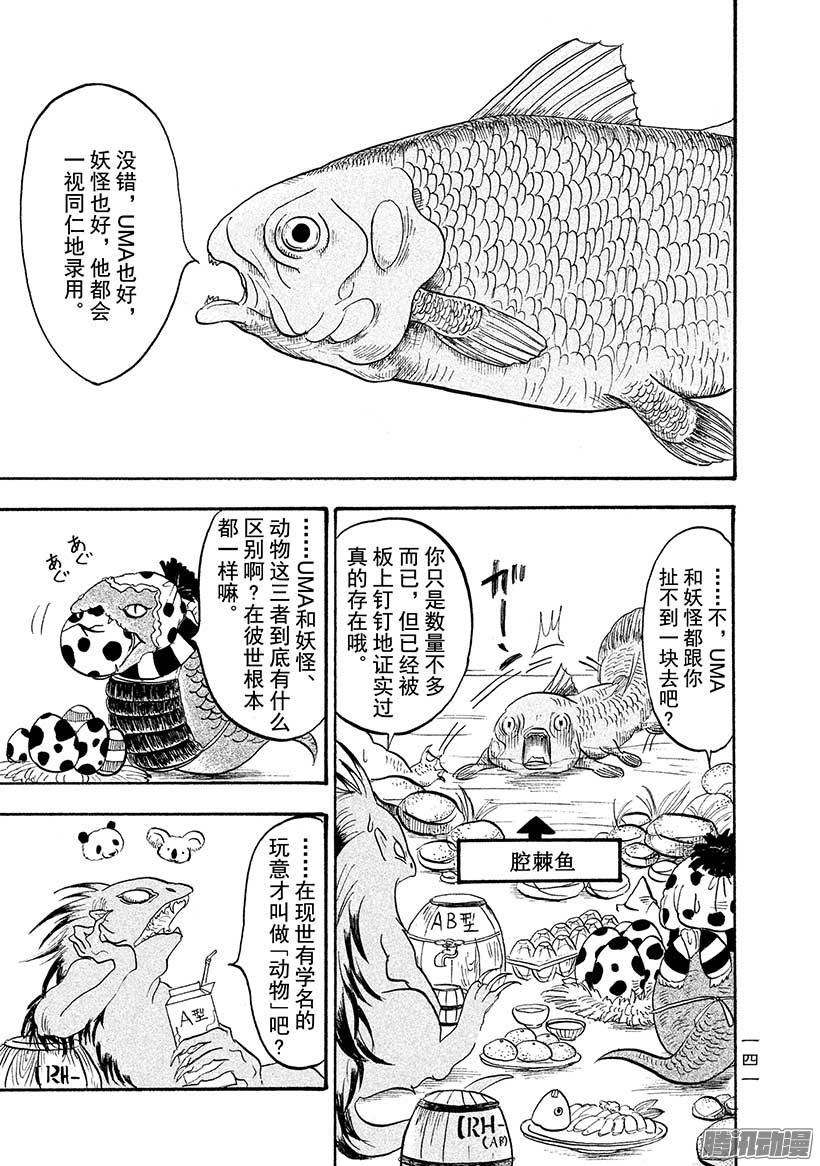 没错，UMA也好，
妖怪也好，他都会
一视同仁地录用。
……不，UMA
和妖怪都跟你
扯不到一块去吧？
你只是数量不多
而已，但已经被
板上钉钉地证实过
真的存在哦。
ビク
腔棘鱼
AB型
(RH-
(AB)
……UMA和妖怪、
动物这三者到底有什么
区别啊？在彼世根本
都一样嘛。
あぐ
あぐ
……在现世有学名的
玩意才叫做「动物」吧？
A型
(RH-
一四一
腾讯动漫